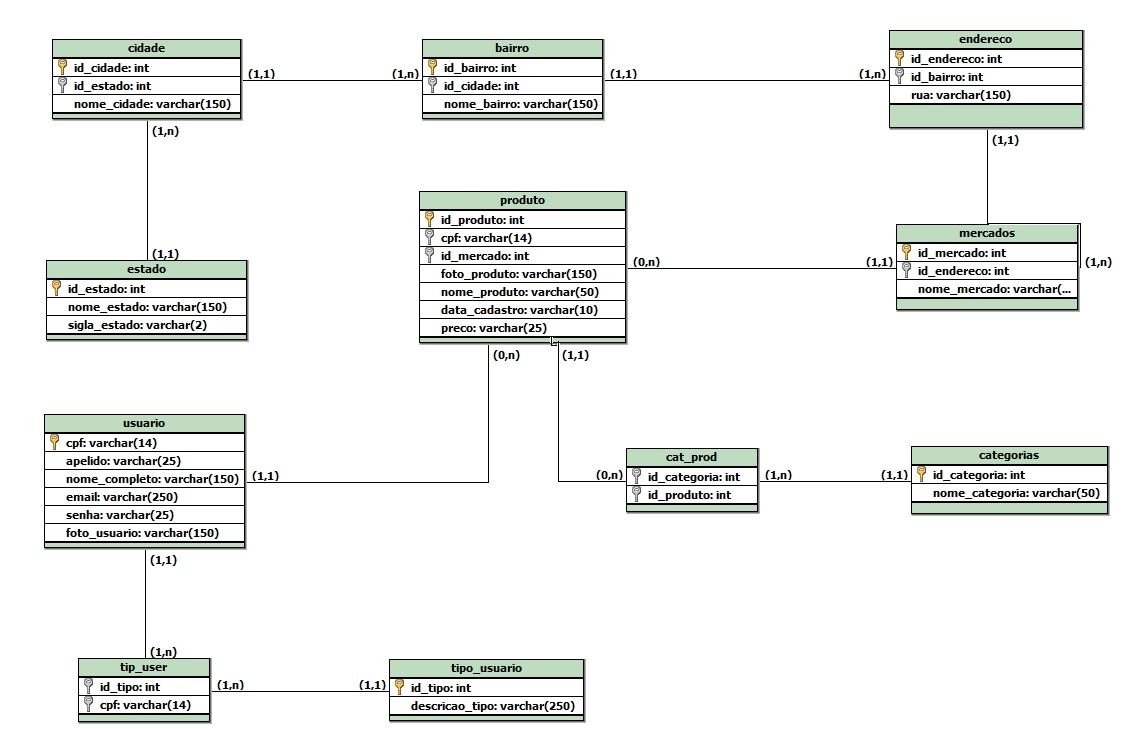 cidade
id_cidade: int
id_estado: int
nome_cidade: varchar(150)
(1,1)
(1,n)
bairro
id_bairro: int
id_cidade: int
nome_bairro: varchar(150)
(1,1)
(1,n)
endereco
id_endereco: int
id_bairro: int
rua: varchar(150)
(1,n)
(1,1)
(1,1)
estado
id_estado: int
nome_estado: varchar(150)
sigla_estado: varchar(2)
produto
id_produto: int
cpf: varchar(14)
id_mercado: int
foto_produto: varchar(150)
nome_produto: varchar(50)
data_cadastro: varchar(10)
preco: varchar(25)
(0,n)
(1,1)
mercados
id_mercado: int
id_endereco: int
nome_mercado: varchar(...
(1,n)
(0,n)
(1,1)
usuario
cpf: varchar(14)
apelido: varchar(25)
nome_completo: varchar(150)
email: varchar(250)
senha: varchar(25)
foto_usuario: varchar(150)
(1,1)
(0,n)
cat_prod
id_categoria: int
id_produto: int
(1,n)
(1,1)
categorias
id_categoria: int
nome_categoria: varchar(50)
(1,1)
(1,n)
tip_user
id_tipo: int
cpf: varchar(14)
(1,n)
(1,1)
tipo_usuario
id_tipo: int
descricao_tipo: varchar(250)